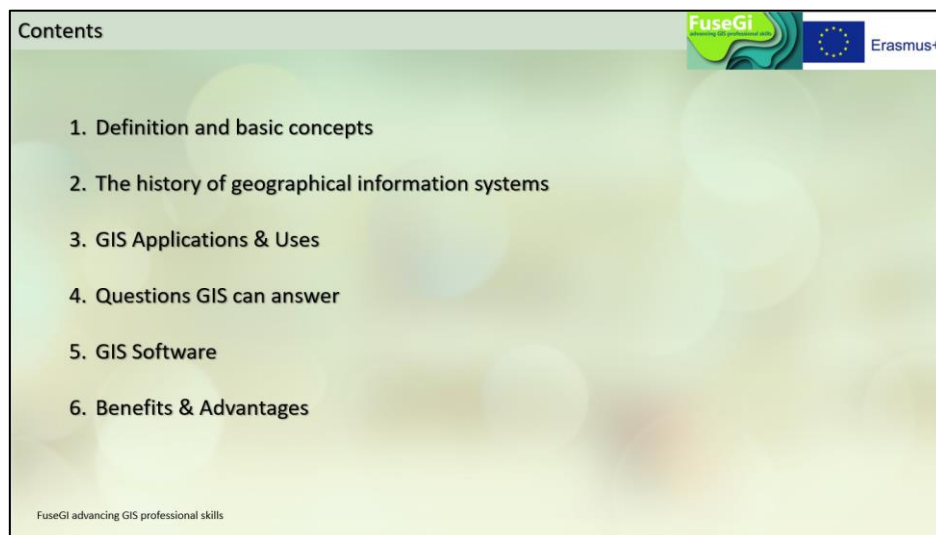 Contents
FuseGi
advancing GIS professional skills
Erasmus+
1. Definition and basic concepts
2. The history of geographical information systems
3. GIS Applications & Uses
4. Questions GIS can answer
5. GIS Software
6. Benefits & Advantages
FuseGI advancing GIS professional skills